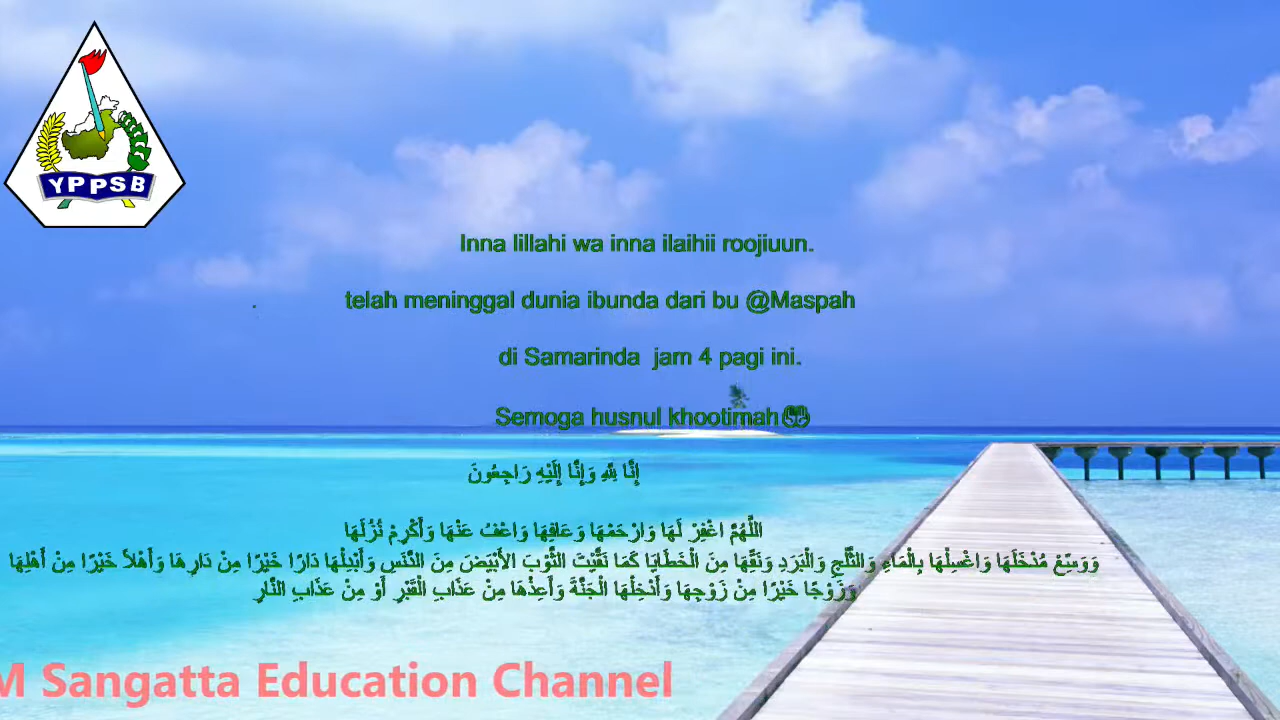 YPPSB
Inna lillahi wa inna ilaihii roojiuun.
telah meninggal dunia ibunda dari bu @Maspah
di Samarinda jam 4 pagi ini.
Semoga husnul khootimah
إِنَّا لِلَّهِ وَإِنَّا إِلَيْهِ رَاجِعُونَ
اللَّهُمَّ اغْفِرْ لَهَا وَارْحَمْهَا وَعَافِهَا وَاعْفُ عَنْهَا وَأَكْرِمْ نُزُلَهَا
وَوَسِّعْ مُدْخَلَهَا وَاغْسِلْهَا بِالْمَاءِ وَالثَّلْجِ وَالْبَرَدِ وَنَقِّهَا مِنَ الْخَطَايَا كَمَا نَقَّيْتَ الثَّوْبَ الأَبْيَضَ مِنَ الدَّنَسِ وَأَبْدِلْهَا دَارًا خَيْرًا مِنْ دَارِهَا وَأَهْلاً خَيْرًا مِنْ أَهْلِهَا
وَزَوْجًا خَيْرًا مِنْ زَوْجِهَا وَأَدْخِلْهَا الْجَنَّةَ وَأَعِذْهَا مِنْ عَذَابِ الْقَبْرِ أَوْ مِنْ عَذَابِ النَّارِ
M Sangatta Education Channel